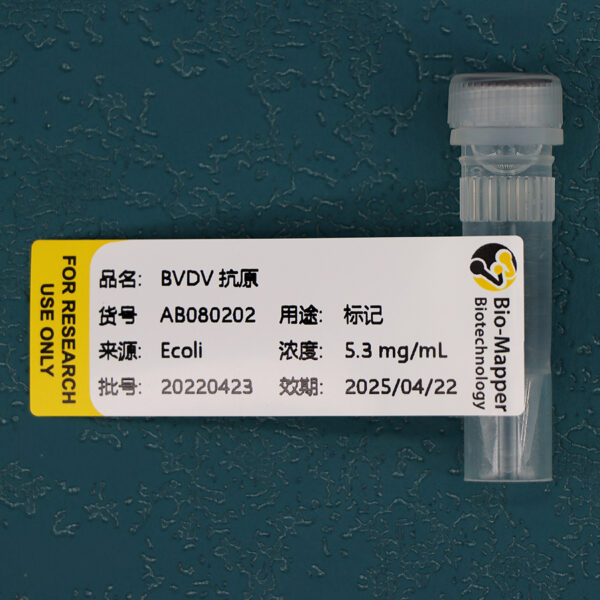 FOR RESEARCH
USE ONLY
品名: BVDV 抗原
货号 AB080202 用途: 标记
来源: Ecoli 浓度: 5.3 mg/mL
批号: 20220423 效期: 2025/04/22
Bio-Mapper
Biotechnology